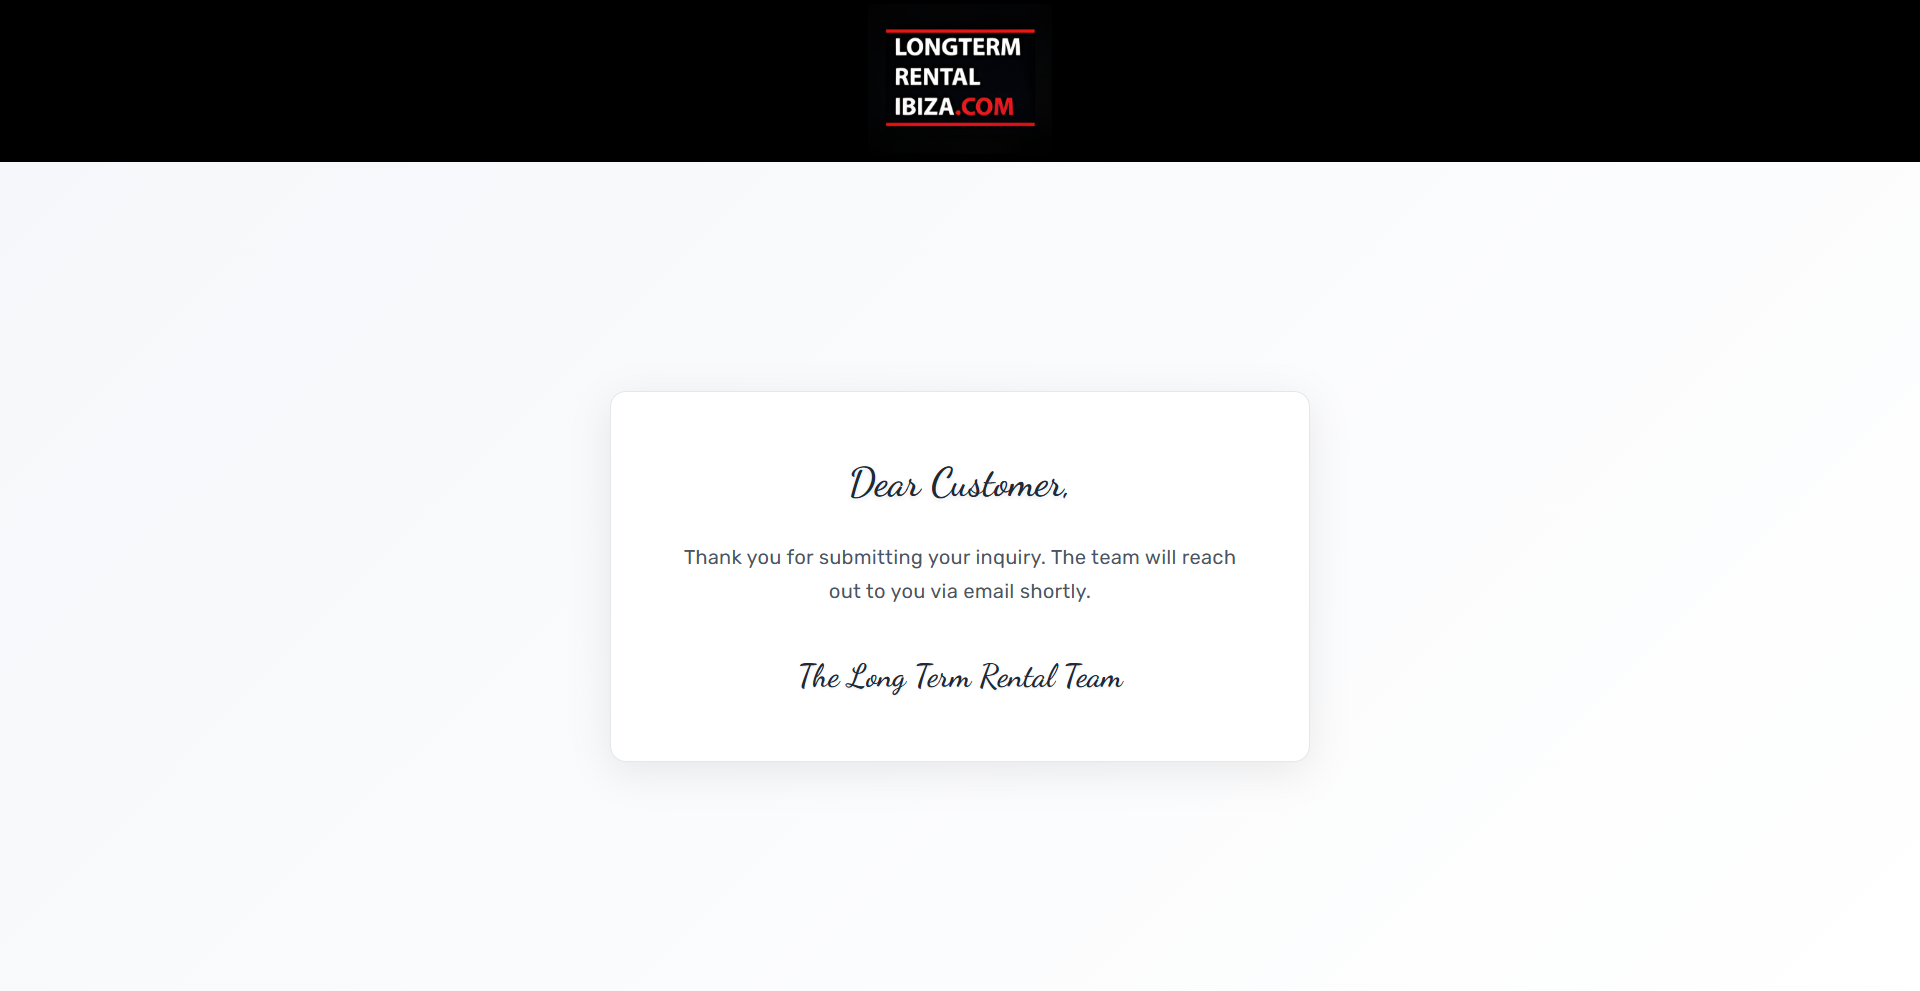 LONGTERM
RENTAL
IBIZA.COM
Dear Customer,
Thank you for submitting your inquiry. The team will reach
out to you via email shortly.
The Long Term Rental Team